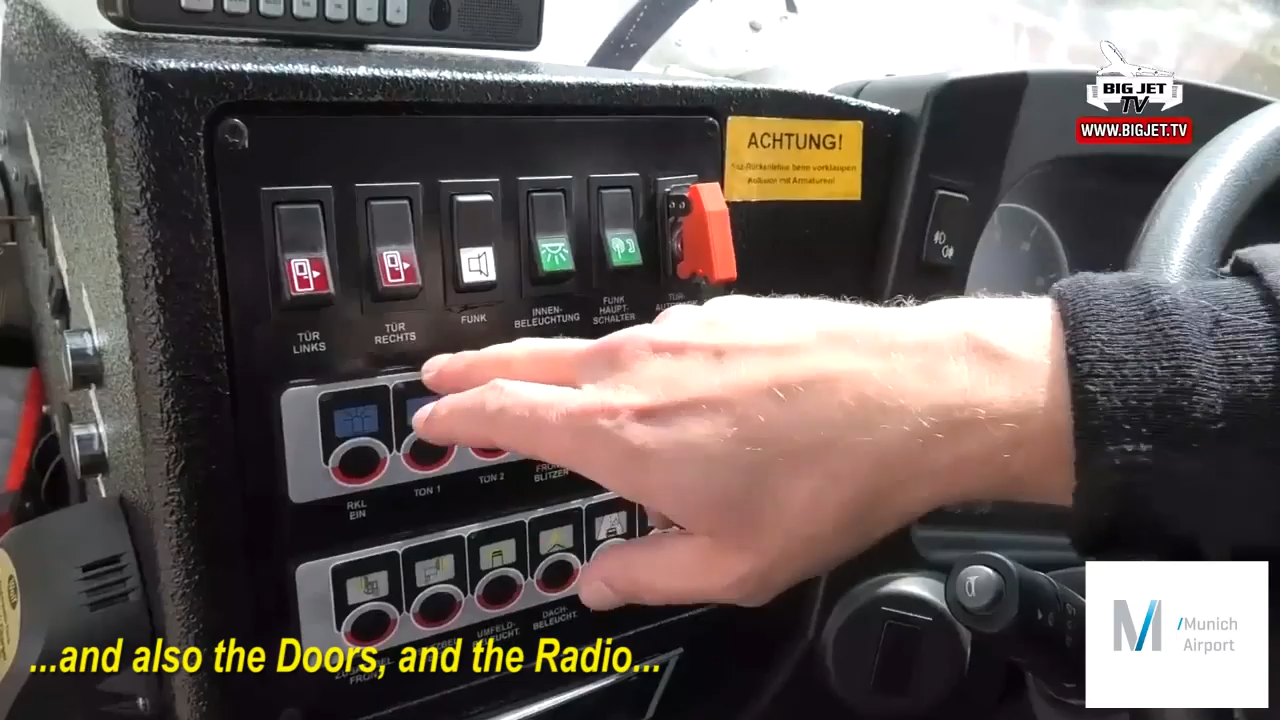 BIG JET
TV
WWW.BIGJET.TV
ACHTUNG!
TÜR
LINKS
TÜR
RECHTS
FUNK
INNEN-
BELEUCHTUNG
FUNK
HAUPT-
SCHALTER
TÜR-
RKL
EIN
TON 1
TON 2
BLITZER
UMFELD-
DACH-
BELEUCHT.
...and also the Doors, and the Radio...
M
/Munich
Airport